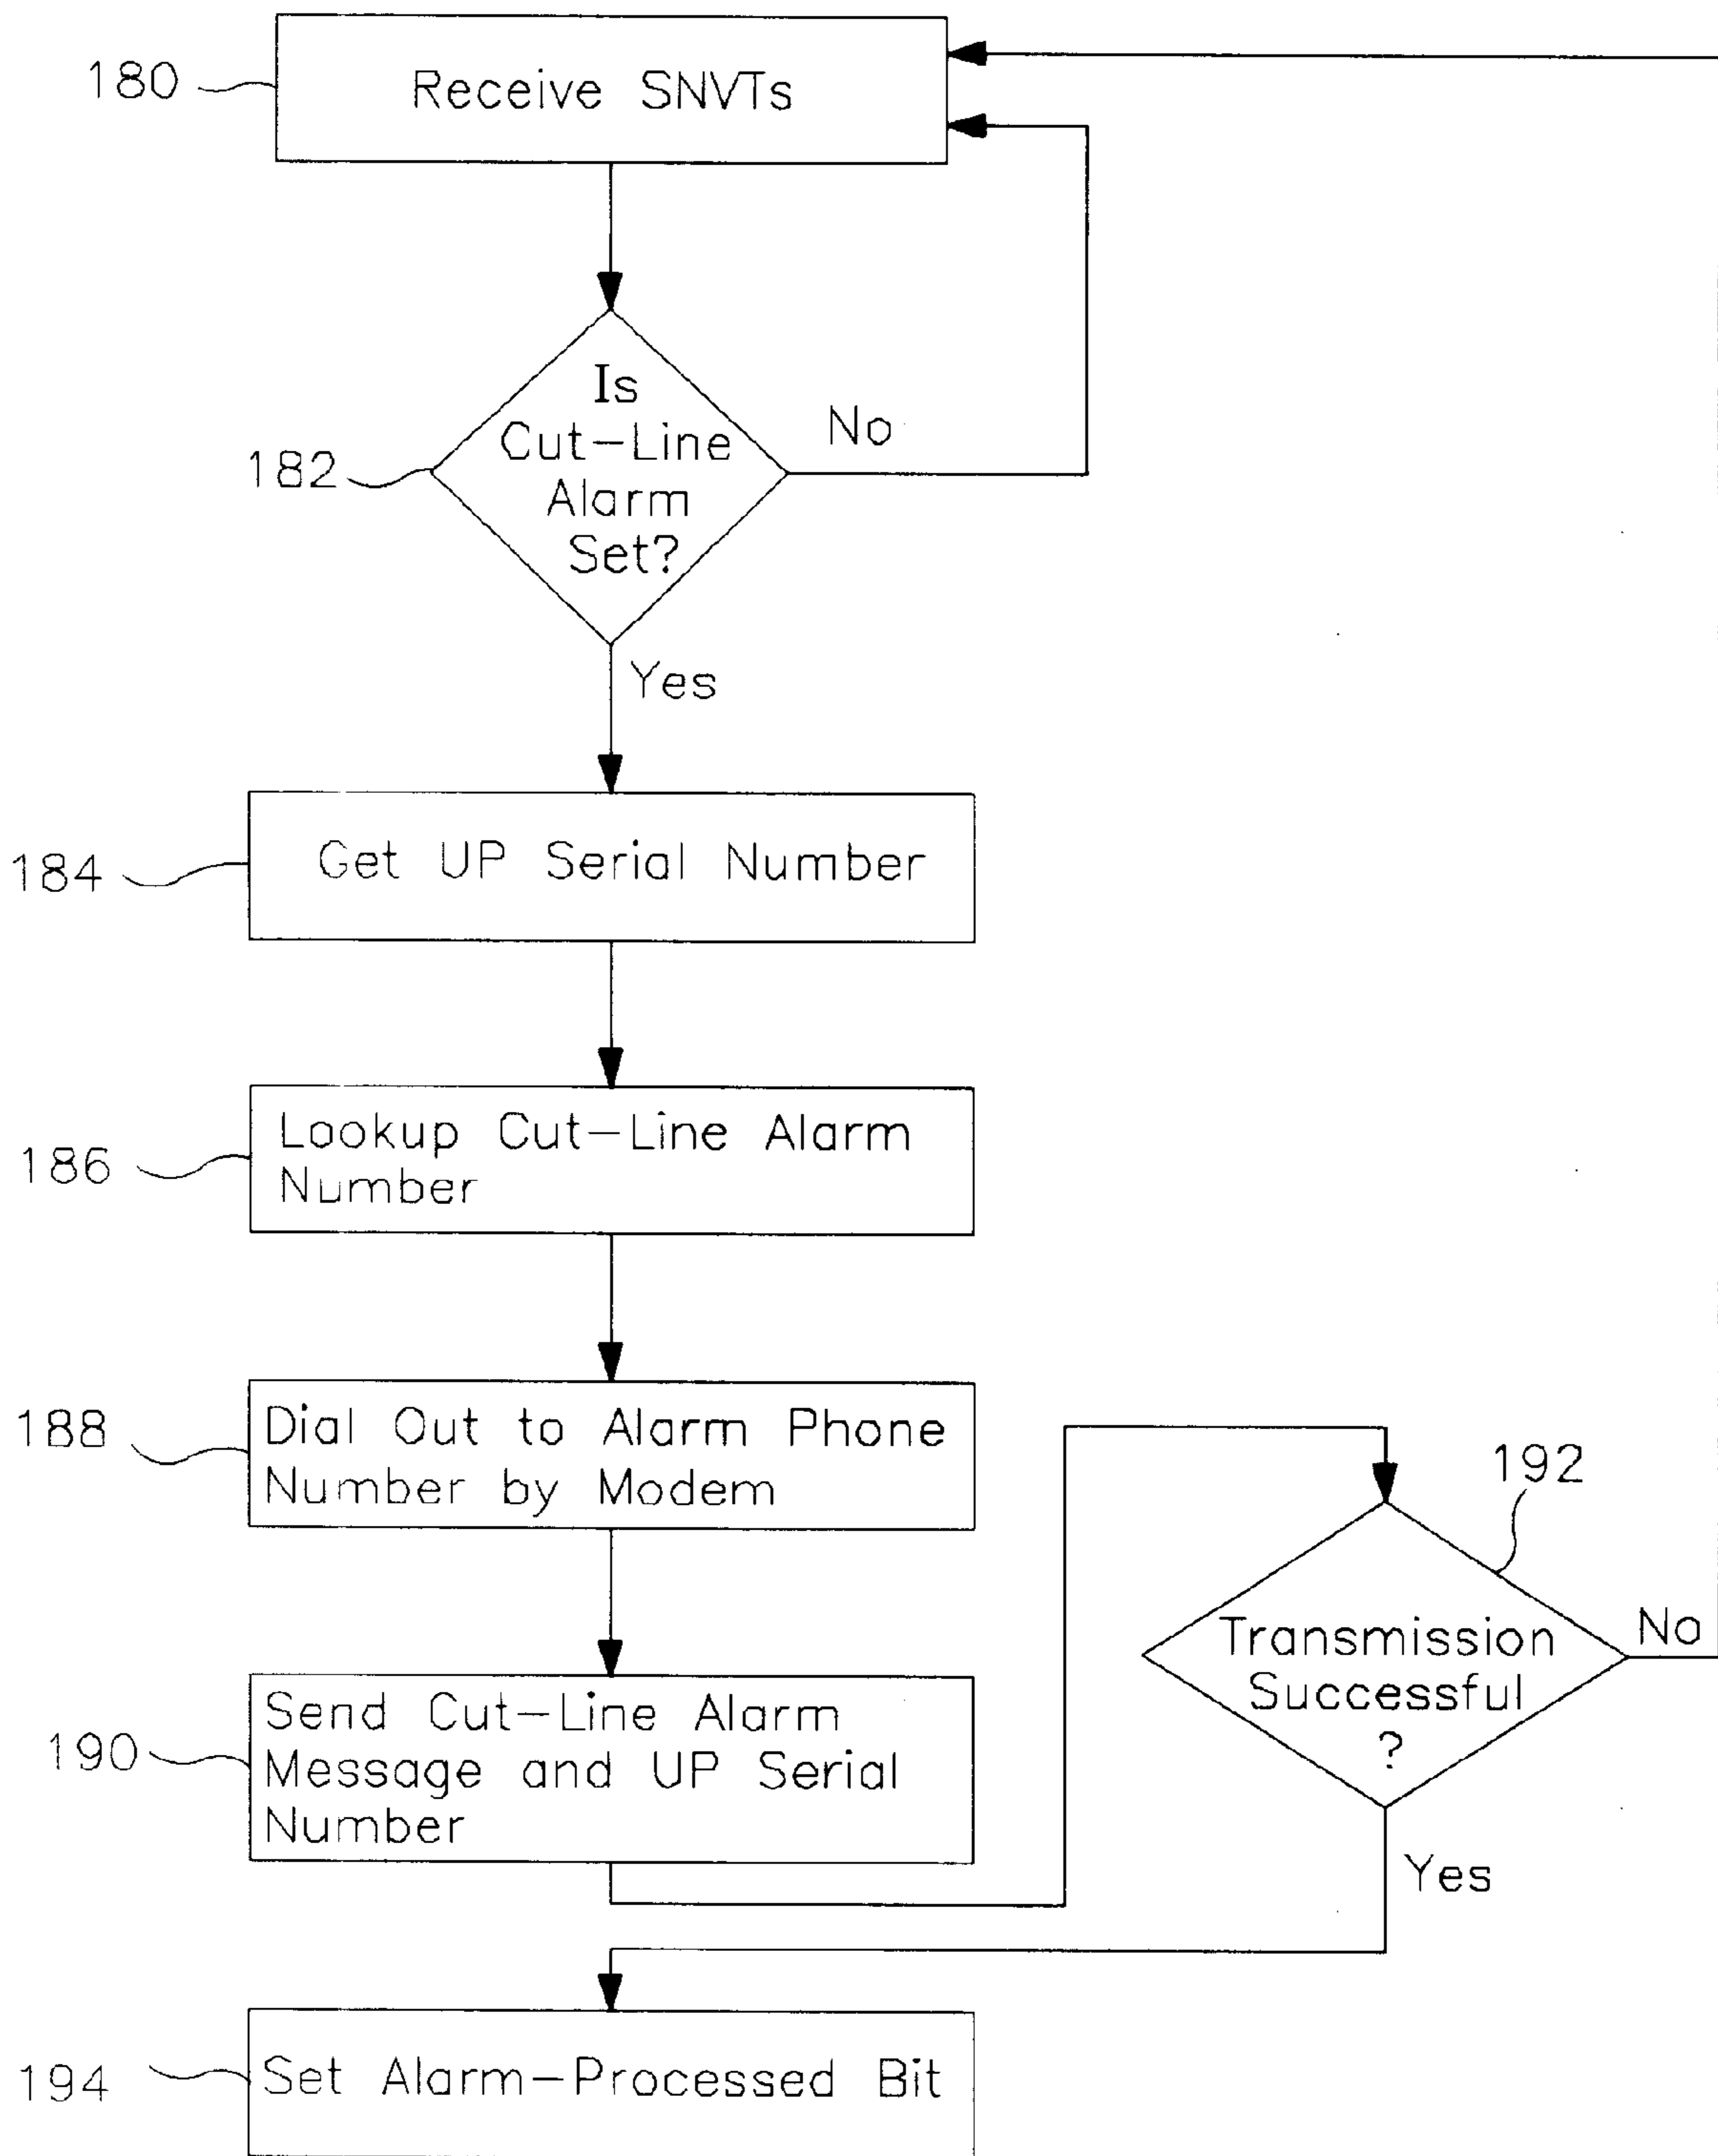 180
Receive SNVTs
182
Is
Cut-Line
Alarm
Set?
No
Yes
184
Get UP Serial Number
186
Lookup Cut-Line Alarm
Number
188
Dial Out to Alarm Phone
Number by Modem
190
Send Cut-Line Alarm
Message and UP Serial
Number
192
Transmission
Successful
?
No
Yes
194
Set Alarm-Processed Bit